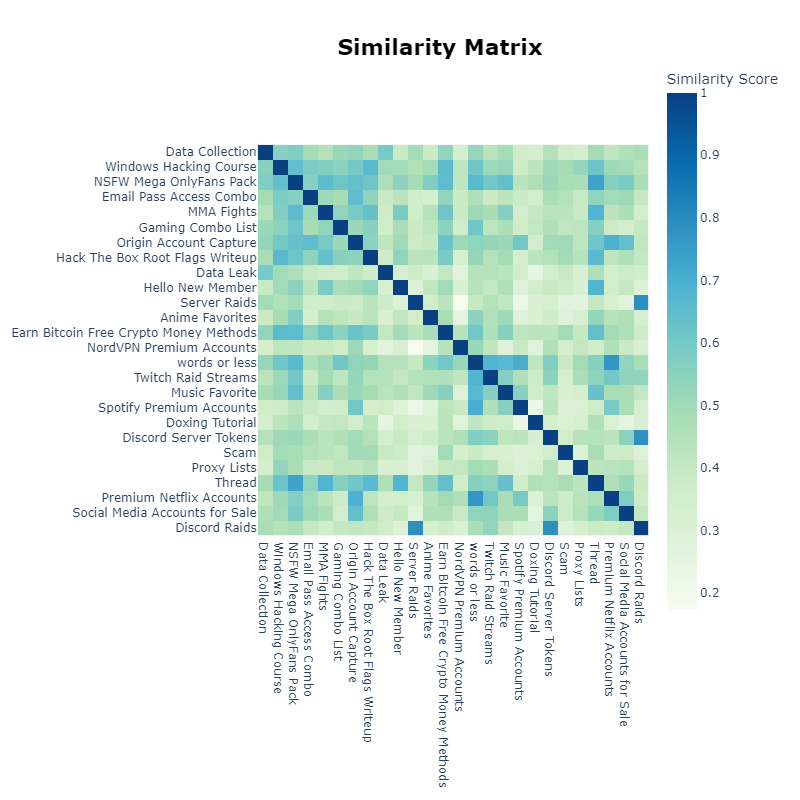 Similarity Matrix
Similarity Score
1
0.9
0.8
0.7
0.6
0.5
0.4
0.3
0.2
Data Collection
Windows Hacking Course
NSFW Mega OnlyFans Pack
Email Pass Access Combo
MMA Fights
Gaming Combo List
Origin Account Capture
Hack The Box Root Flags Writeup
Data Leak
Hello New Member
Server Raids
Anime Favorites
Earn Bitcoin Free Crypto Money Methods
NordVPN Premium Accounts
words or less
Twitch Raid Streams
Music Favorite
Spotify Premium Accounts
Doxing Tutorial
Discord Server Tokens
Scam
Proxy Lists
Thread
Premium Netflix Accounts
Social Media Accounts for Sale
Discord Raids
Data Collection
Windows Hacking Course
NSFW Mega OnlyFans Pack
Email Pass Access Combo
MMA Fights
Gaming Combo List
Origin Account Capture
Hack The Box Root Flags Writeup
Data Leak
Hello New Member
Server Raids
Anime Favorites
Earn Bitcoin Free Crypto Money Methods
NordVPN Premium Accounts
words or less
Twitch Raid Streams
Music Favorite
Spotify Premium Accounts
Doxing Tutorial
Discord Server Tokens
Scam
Proxy Lists
Thread
Premium Netflix Accounts
Social Media Accounts for Sale
Discord Raids